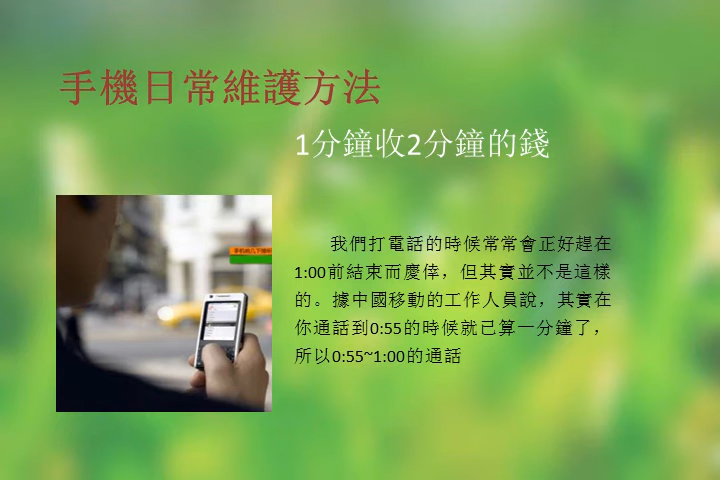 手機日常維護方法
1分鐘收2分鐘的錢
我們打電話的時候常常會正好趕在
1:00前結束而慶倖，但其實並不是這樣
的。據中國移動的工作人員說，其實在
你通話到0:55的時候就已算一分鐘了，
所以0:55~1:00的通話